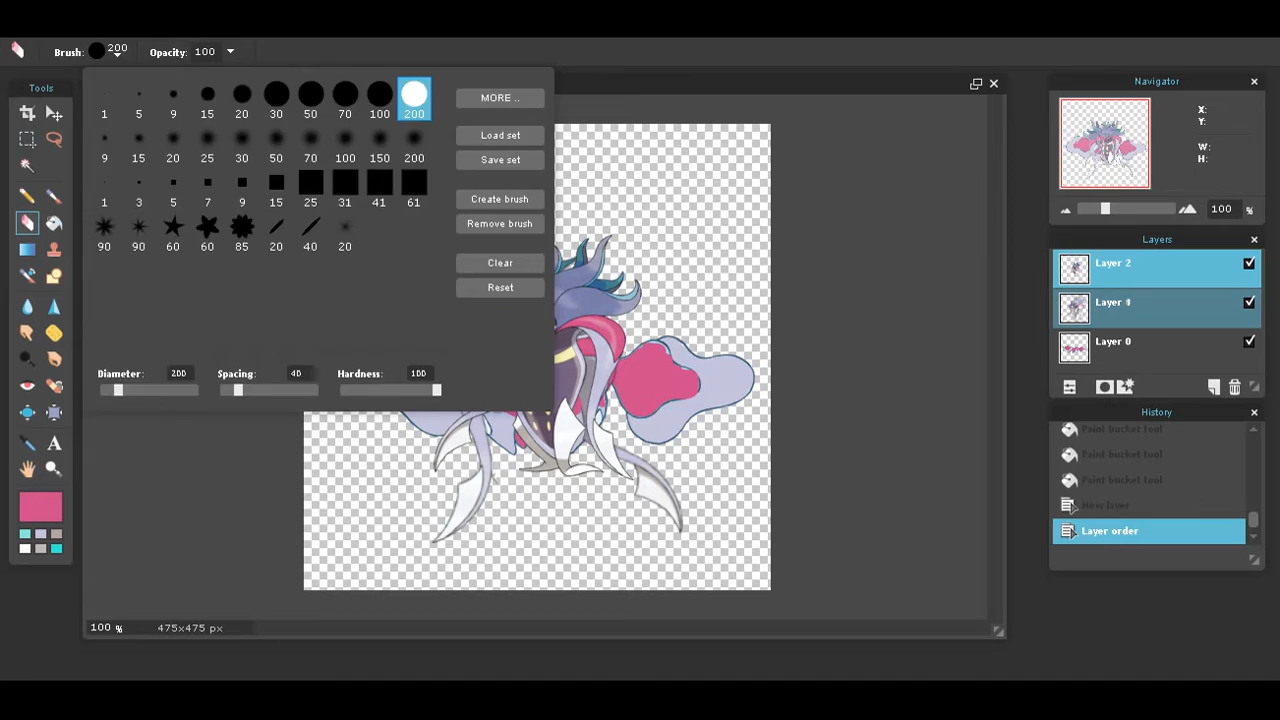 Brush: 200 Opacity: 100
Tools
1 5 9 15 20 30 50 70 100 200
9 15 20 25 30 50 70 100 150 200
1 3 5 7 9 15 25 31 41 61
90 90 60 60 85 20 40 20
MORE ..
Load set
Save set
Create brush
Remove brush
Clear
Reset
Diameter: 200 Spacing: 40 Hardness: 100
100 % 475x475 px
Navigator
X:
Y:
W:
H:
100 %
Layers
Layer 2
Layer
Layer 0
History
Paint bucket tool
Paint bucket tool
Paint bucket tool
New layer
Layer order
A